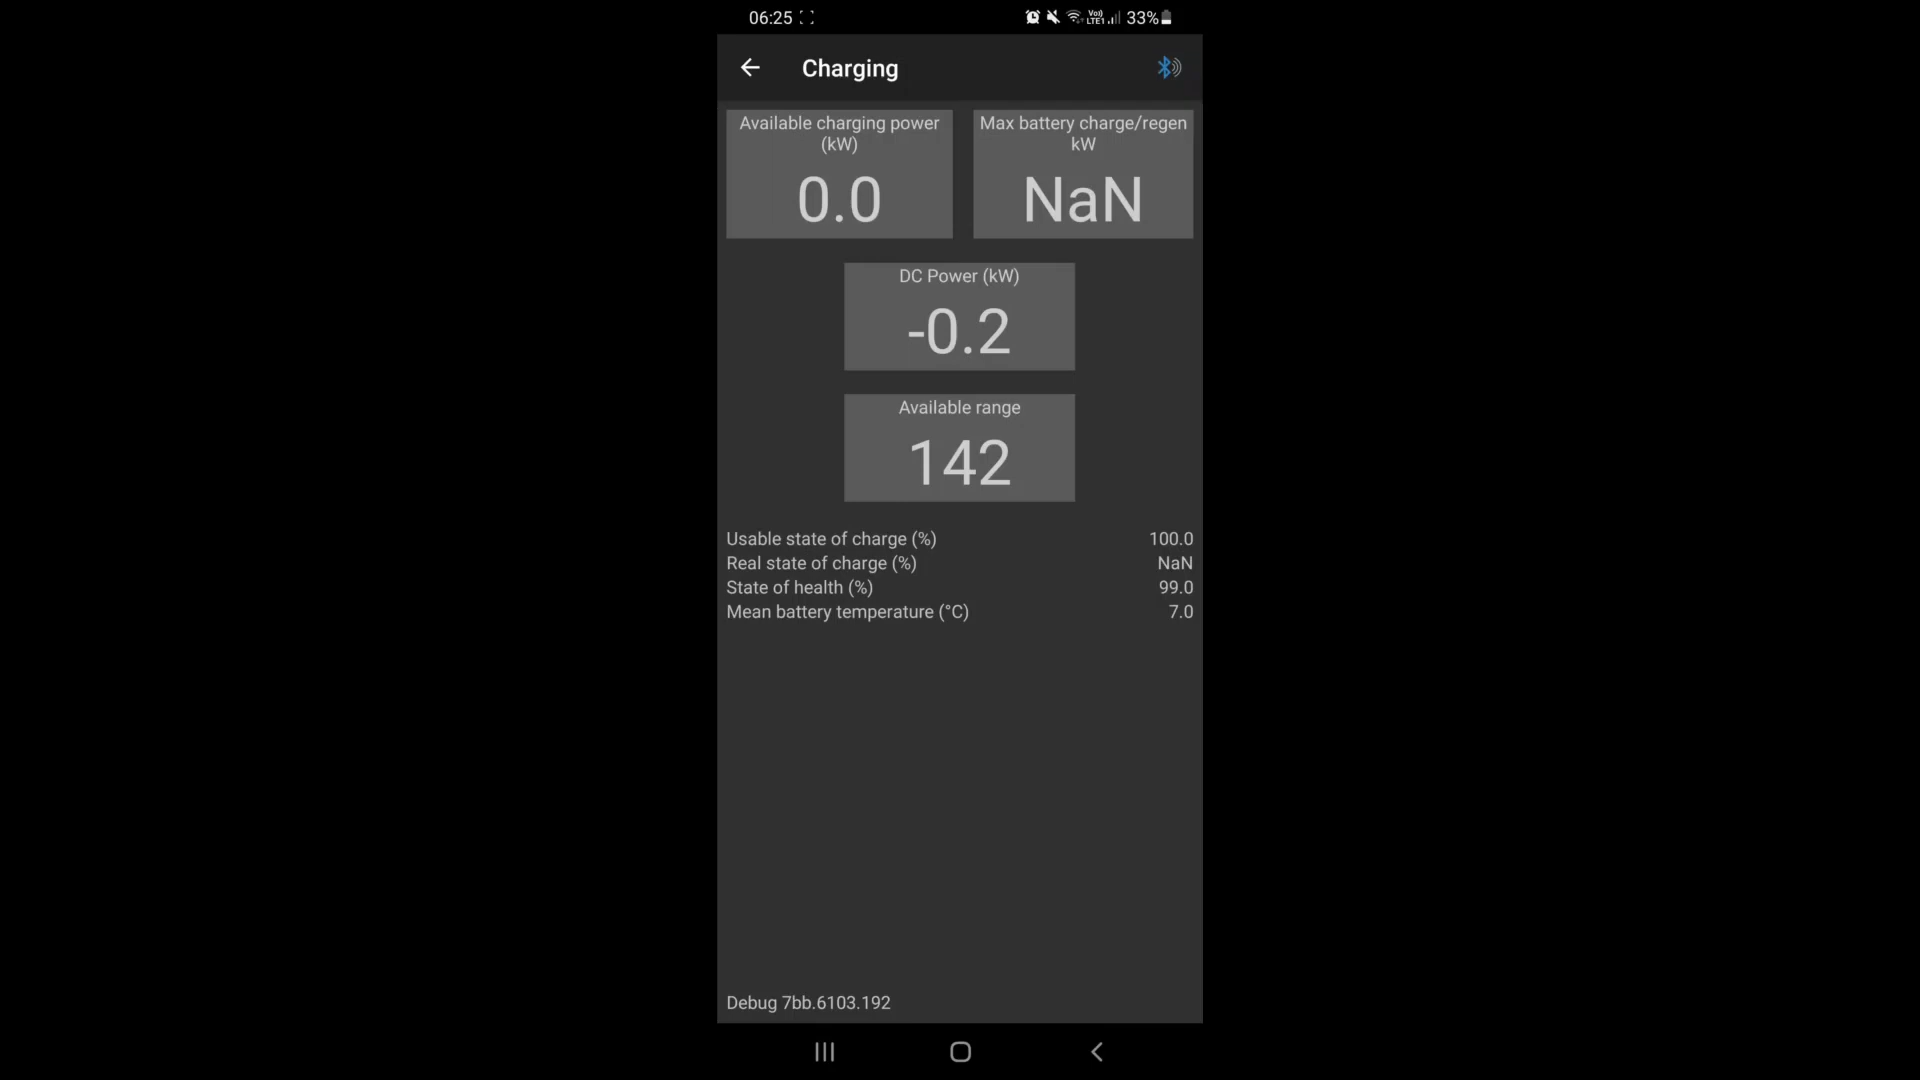 06:25
Vo))
LTE1
33%
Charging
Available charging power
(kW)
0.0
Max battery charge/regen
kW
NaN
DC Power (kW)
-0.2
Available range
142
Usable state of charge (%) 100.0
Real state of charge (%) NaN
State of health (%) 99.0
Mean battery temperature (°C) 7.0
Debug 7bb.6103.192